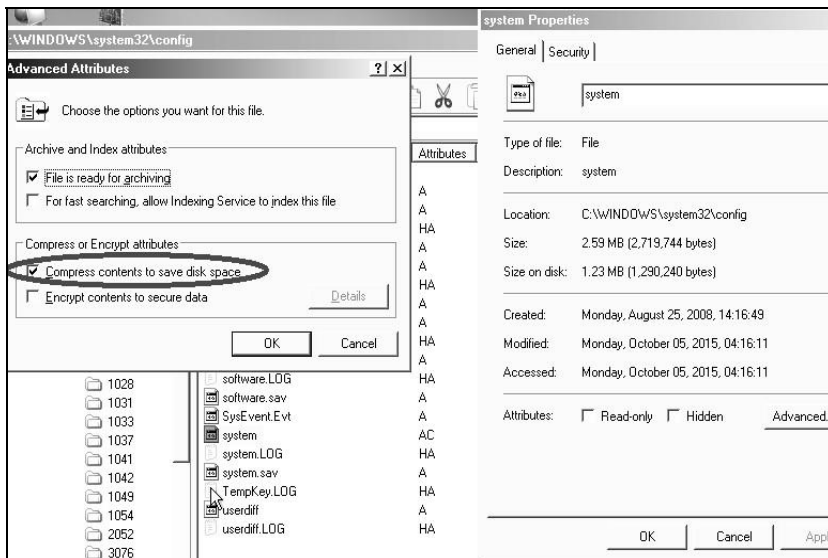 :\WINDOWS\system32\config
Advanced Attributes
Choose the options you want for this file.
Archive and Index attributes
File is ready for archiving
For fast searching, allow Indexing Service to index this file
Compress or Encrypt attributes
Compress contents to save disk space
Encrypt contents to secure data
Details
OK
Cancel
Attributes
A
A
HA
A
A
HA
A
A
HA
A
1028
1031
1033
1037
1041
1042
1049
1054
2052
3076
software.LOG HA
software.sav A
SysEvent.Evt A
system AC
system.LOG HA
system.sav A
TempKey.LOG HA
userdiff A
userdiff.LOG HA
system Properties
General
Security
system
Type of file: File
Description: system
Location: C:\WINDOWS\system32\config
Size: 2.59 MB (2,719,744 bytes)
Size on disk: 1.23 MB (1,290,240 bytes)
Created: Monday, August 25, 2008, 14:16:49
Modified: Monday, October 05, 2015, 04:16:11
Accessed: Monday, October 05, 2015, 04:16:11
Attributes: Read-only Hidden Advanced.
OK Cancel Appl